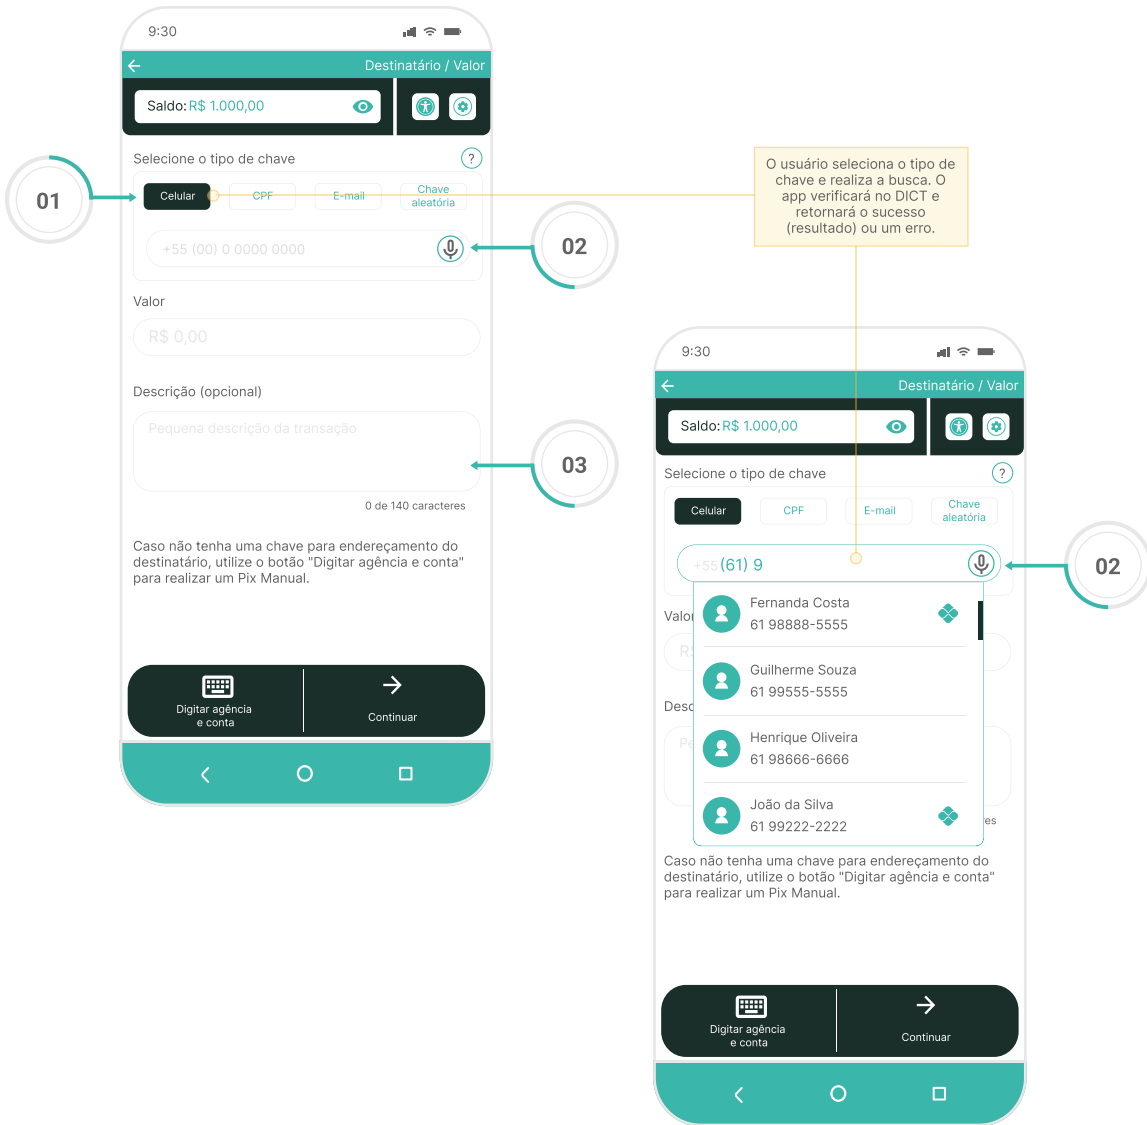 9:30
Destinatário / Valor
Saldo: R$ 1.000,00
Selecione o tipo de chave
?
01
Celular
CPF
E-mail
Chave
aleatória
+55 (00) 0 0000 0000
02
Valor
R$ 0,00
Descrição (opcional)
Pequena descrição da transação
03
0 de 140 caracteres
Caso não tenha uma chave para endereçamento do
destinatário, utilize o botão "Digitar agência e conta"
para realizar um Pix Manual.
Digitar agência
e conta
Continuar
O usuário seleciona o tipo de
chave e realiza a busca. O
app verificará no DICT e
retornará o sucesso
(resultado) ou um erro.
9:30
Destinatário / Valor
Saldo: R$ 1.000,00
Selecione o tipo de chave
?
Celular
CPF
E-mail
Chave
aleatória
+55 (61) 9
02
Fernanda Costa
61 98888-5555
Valor
Guilherme Souza
61 99555-5555
R$
Desc
Henrique Oliveira
61 98666-6666
Pe
João da Silva
61 99222-2222
es
Caso não tenha uma chave para endereçamento do
destinatário, utilize o botão "Digitar agência e conta"
para realizar um Pix Manual.
Digitar agência
e conta
Continuar